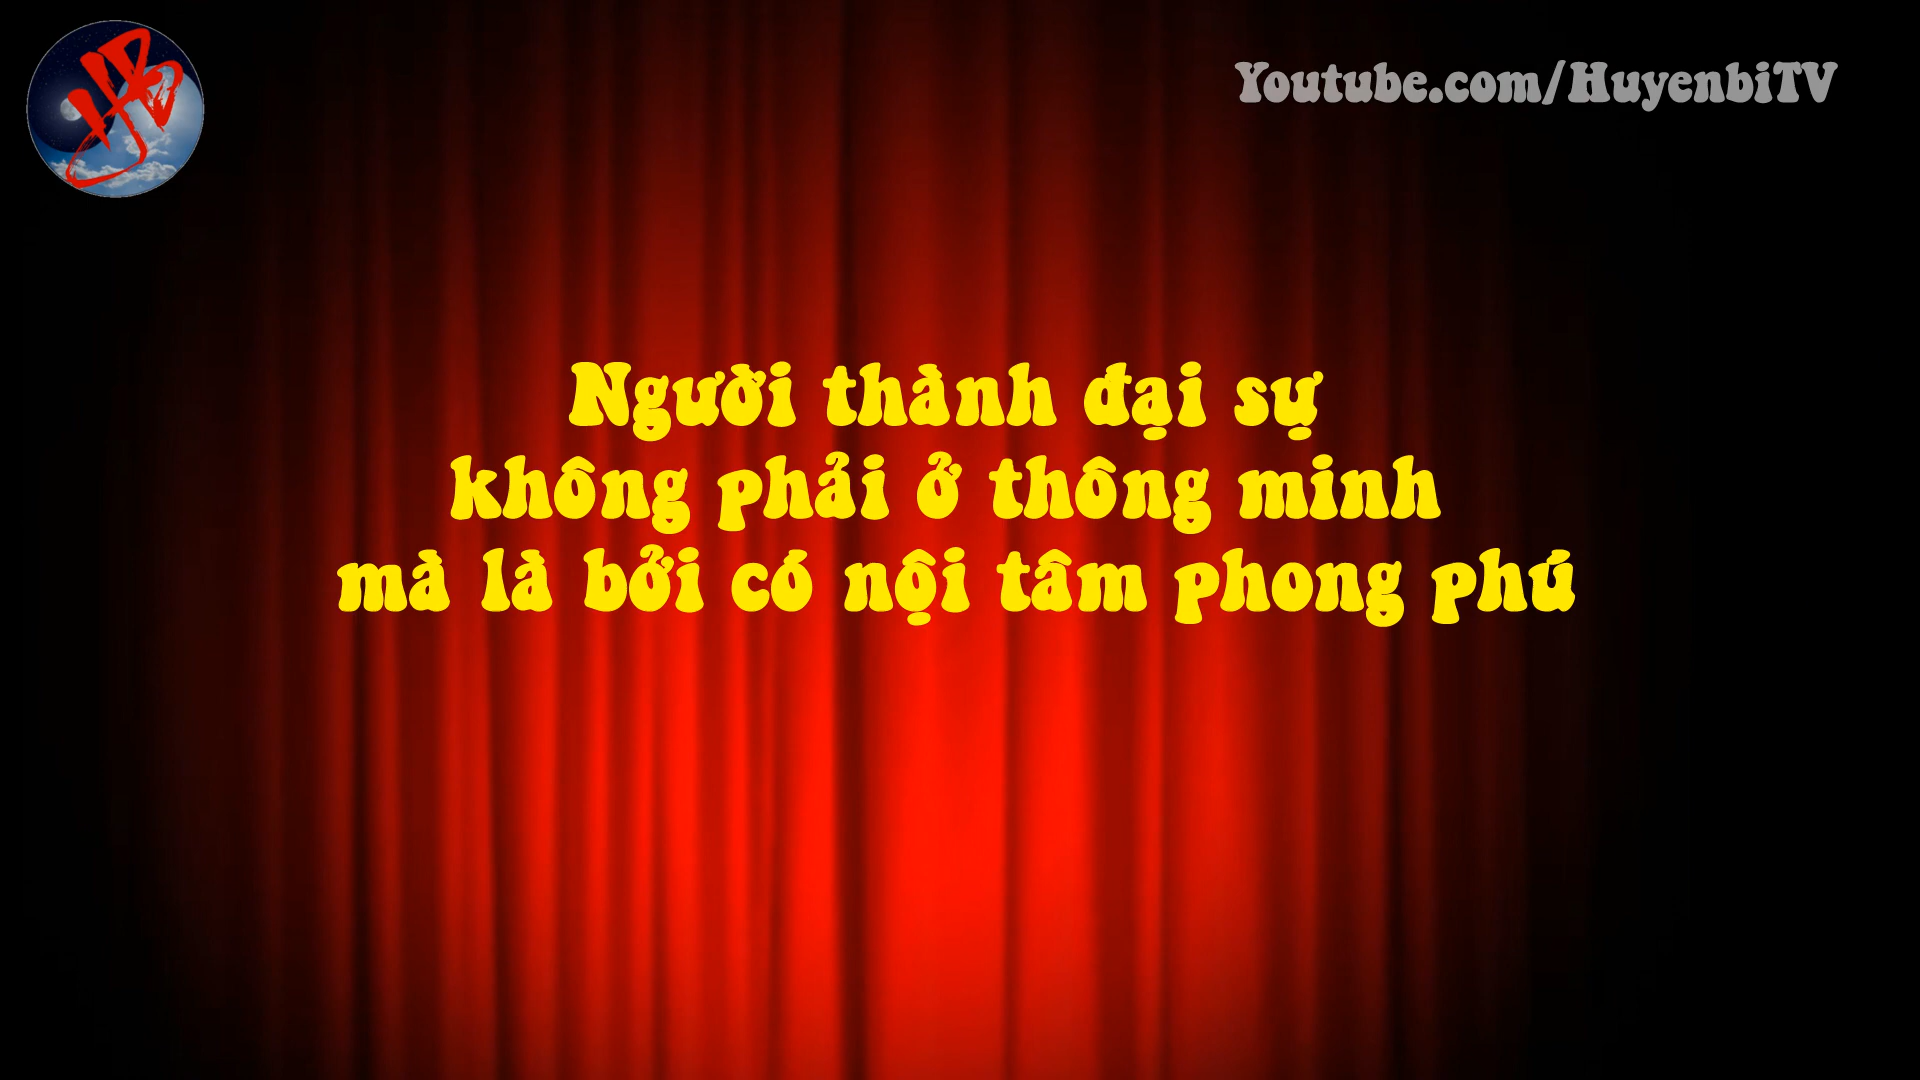 Youtube.com/HuyenbiTV
Người thành đại sự
không phải ở thông minh
mà là bởi có nội tâm phong phú